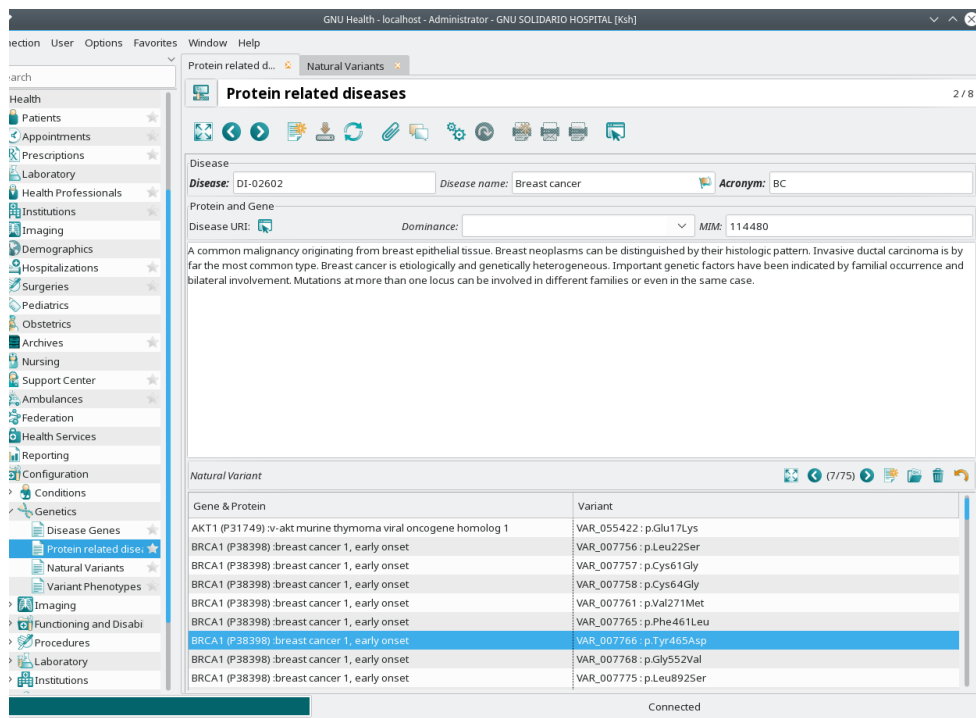 GNU Health - localhost - Administrator - GNU SOLIDARIO HOSPITAL [Ksh]
User Options Favorites Window Help
Protein related d... Natural Variants
Protein related diseases 2 / 8
Health
Patients
Appointments
Prescriptions
Laboratory
Health Professionals
Institutions
Imaging
Demographics
Hospitalizations
Surgeries
Pediatrics
Obstetrics
Archives
Nursing
Support Center
Ambulances
Federation
Health Services
Reporting
Configuration
Conditions
Genetics
Disease Genes
Protein related disea
Natural Variants
Variant Phenotypes
Imaging
Functioning and Disabi
Procedures
Laboratory
Institutions
Disease
Disease: DI-02602 Disease name: Breast cancer Acronym: BC
Protein and Gene
Disease URI: Dominance: MIM: 114480
A common malignancy originating from breast epithelial tissue. Breast neoplasms can be distinguished by their histologic pattern. Invasive ductal carcinoma is by
far the most common type. Breast cancer is etiologically and genetically heterogeneous. Important genetic factors have been indicated by familial occurrence and
bilateral involvement. Mutations at more than one locus can be involved in different families or even in the same case.
Natural Variant (7/75)
Gene & Protein Variant
AKT1 (P31749) :v-akt murine thymoma viral oncogene homolog 1 VAR_055422 : p.Glu17Lys
BRCA1 (P38398) :breast cancer 1, early onset VAR_007756 : p.Leu22Ser
BRCA1 (P38398) :breast cancer 1, early onset VAR_007757 : p.Cys61Gly
BRCA1 (P38398) :breast cancer 1, early onset VAR_007758 : p.Cys64Gly
BRCA1 (P38398) :breast cancer 1, early onset VAR_007761 : p.Val271Met
BRCA1 (P38398) :breast cancer 1, early onset VAR_007765 : p.Phe461Leu
BRCA1 (P38398) :breast cancer 1, early onset VAR_007766 : p.Tyr465Asp
BRCA1 (P38398) :breast cancer 1, early onset VAR_007768 : p.Gly552Val
BRCA1 (P38398) :breast cancer 1, early onset VAR_007775 : p.Leu892Ser
Connected